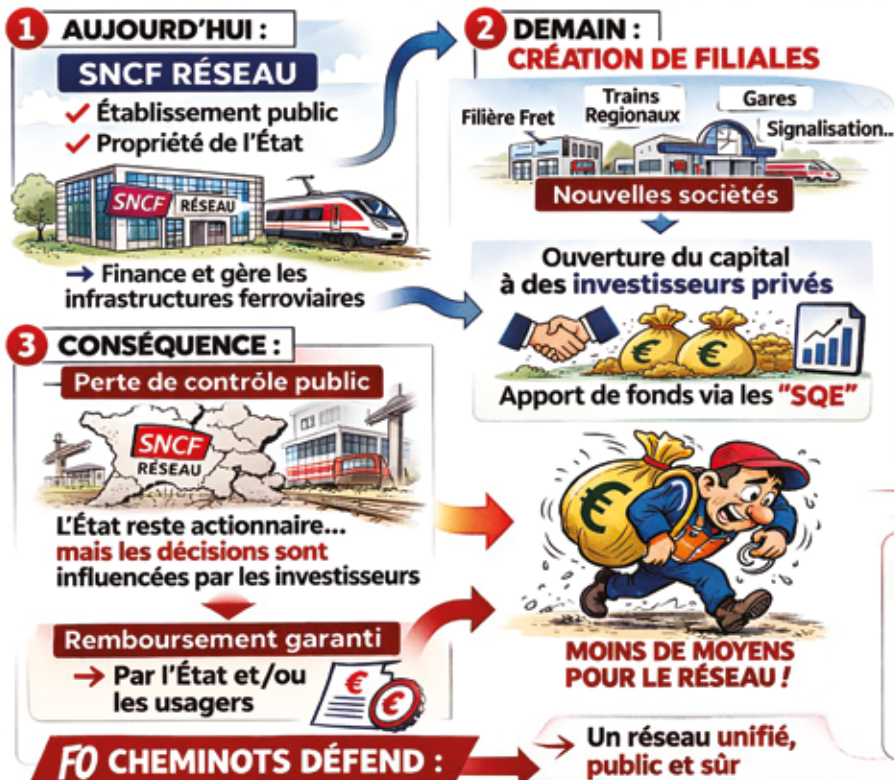 1 AUJOURD'HUI :
SNCF RÉSEAU
✓ Établissement public
✓ Propriété de l'État
SNCF RÉSEAU
→ Finance et gère les
infrastructures ferroviaires
2 DEMAIN :
CRÉATION DE FILIALES
Filière Fret
Trains
Regionaux
Gares
Signalisation..
Nouvelles sociètés
Ouverture du capital
à des investisseurs privés
€ €
Apport de fonds via les "SQE"
3 CONSÉQUENCE :
Perte de contrôle public
SNCF
RÉSEAU
L'État reste actionnaire...
mais les décisions sont
influencées par les investisseurs
Remboursement garanti
→ Par l'État et/ou
les usagers
€ €
€
MOINS DE MOYENS
POUR LE RÉSEAU !
FO CHEMINOTS DÉFEND :
→ Un réseau unifié,
public et sûr